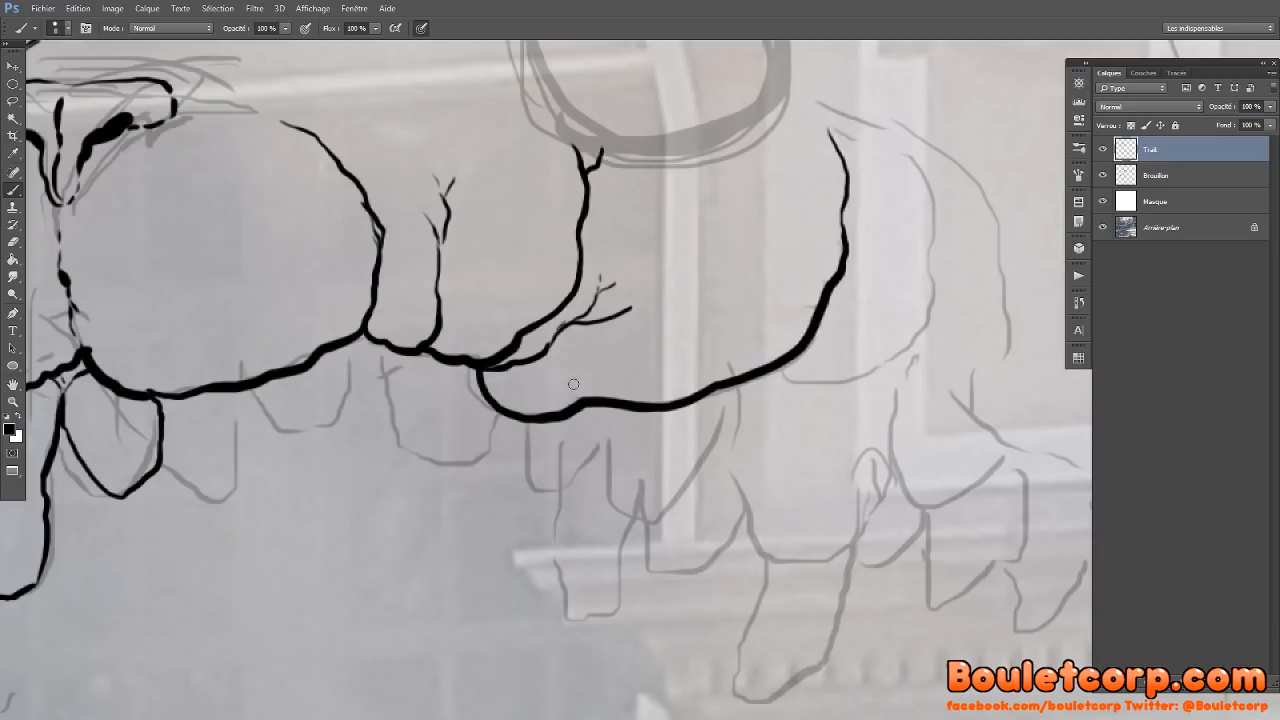 Ps Fichier Edition Image Calque Texte Sélection Filtre 3D Affichage Fenêtre Aide
Mode : Normal Opacité : 100 % Flux : 100 % Les indispensables
Calques Couches Tracés
Type
Normal Opacité : 100 %
Verrou : Fond : 100 %
Trait
Brouillon
Masque
Arrière-plan
Bouletcorp.com
facebook.com/bouletcorp Twitter: @Bouletcorp